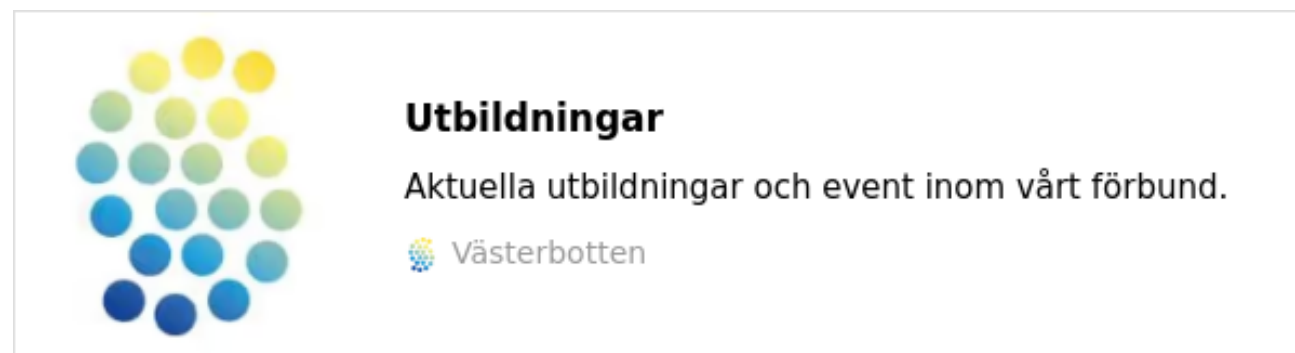 Utbildningar
Aktuella utbildningar och event inom vårt förbund.
Västerbotten